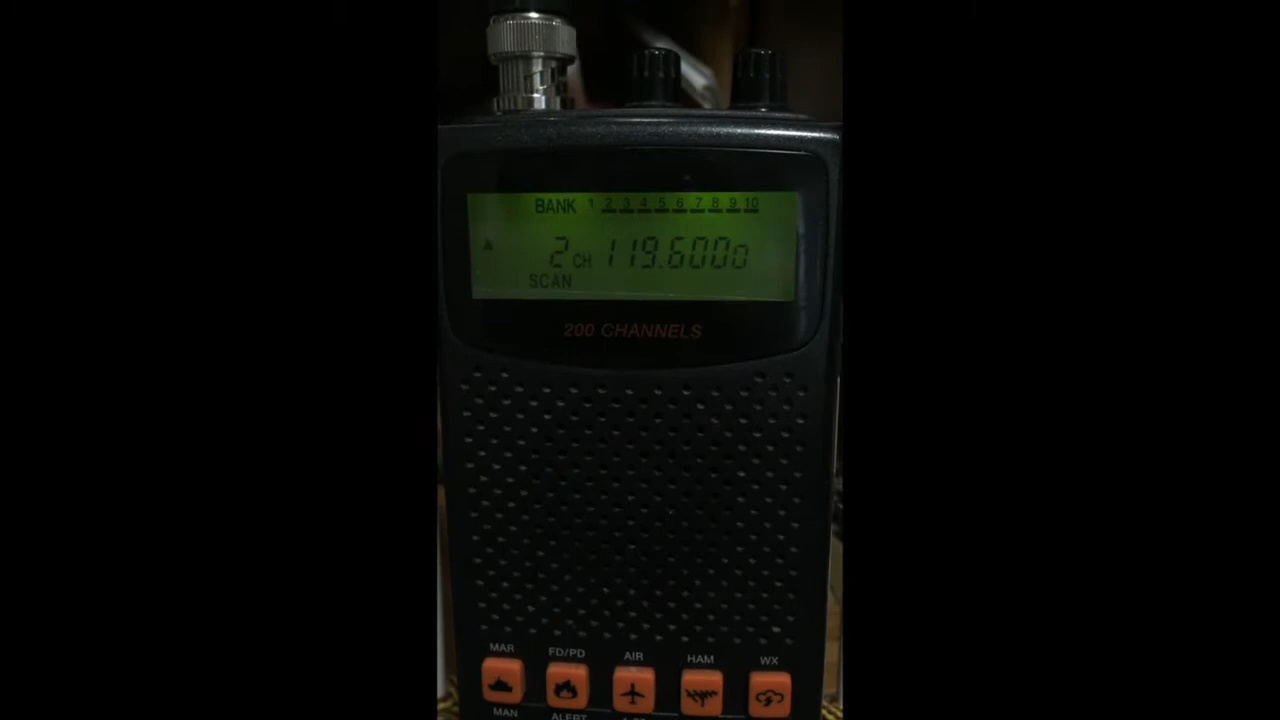 BANK 1 2 3 4 5 6 7 8 9 10
2 CH 119.6000
SCAN
200 CHANNELS
MAR FD/PD AIR HAM WX
MAN ALERT